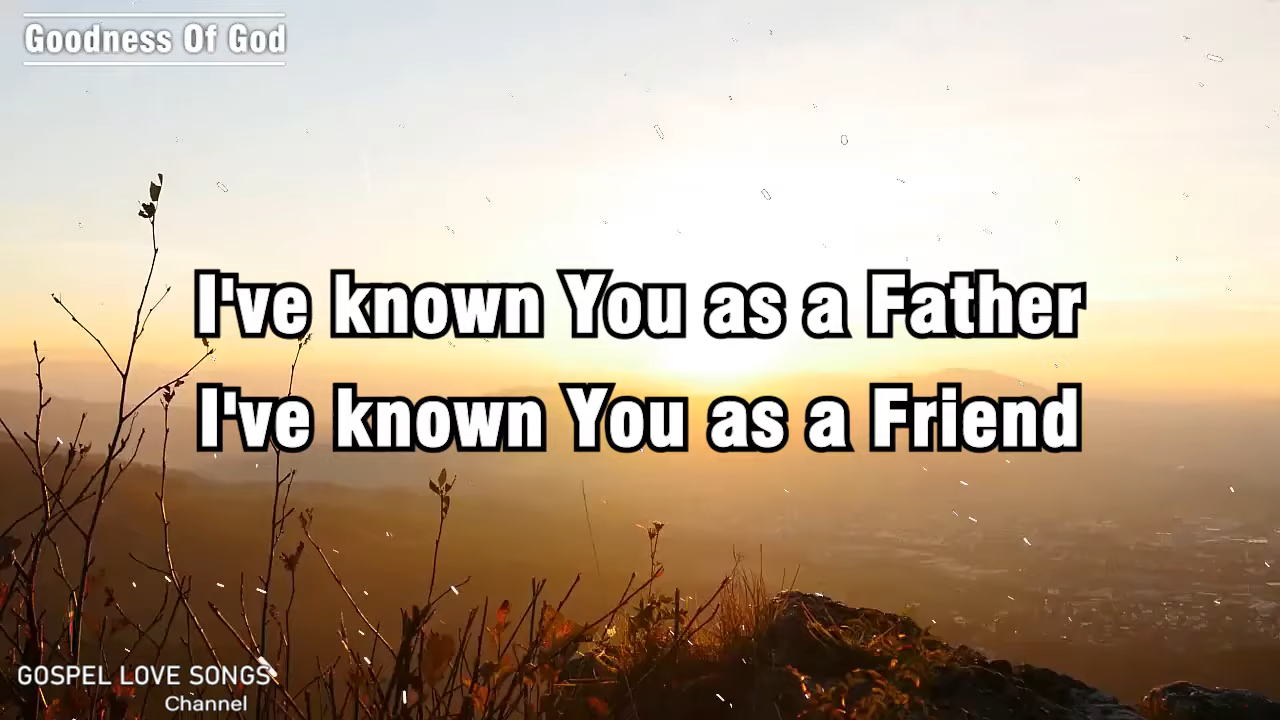 Goodness Of God
I've known You as a Father
I've known You as a Friend
GOSPEL LOVE SONGS
Channel